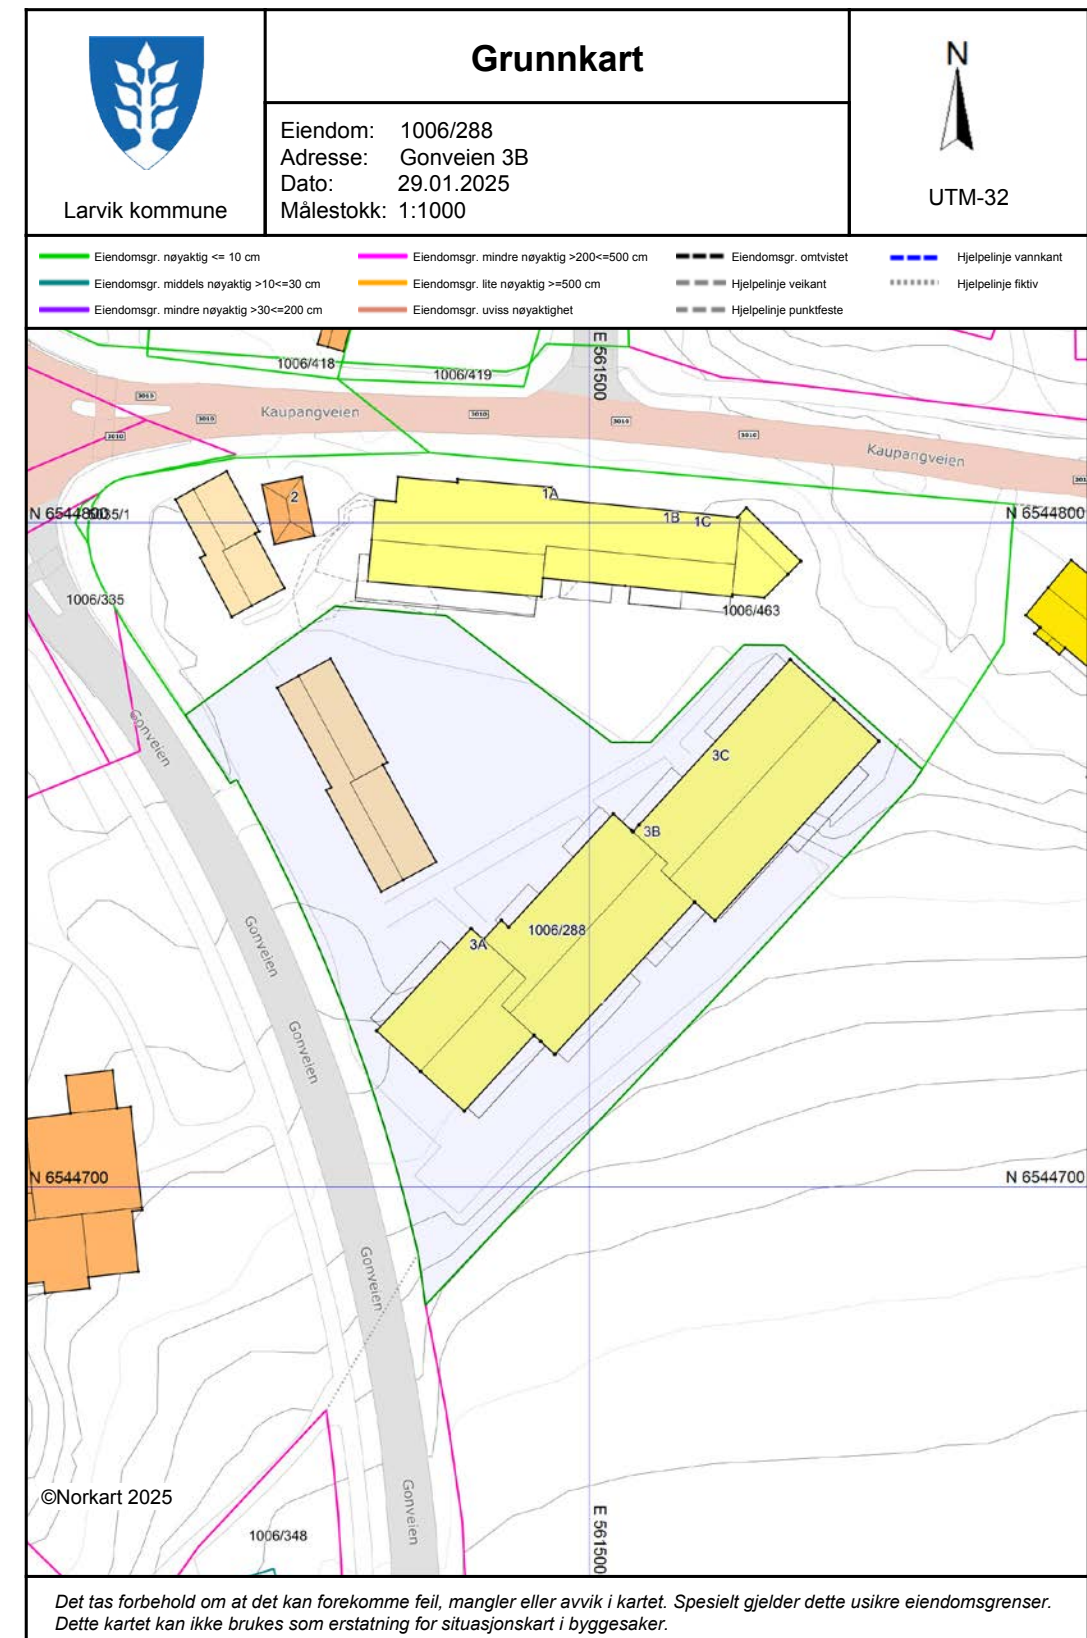 Grunnkart
N
Eiendom: 1006/288
Adresse: Gonveien 3B
Dato: 29.01.2025
Målestokk: 1:1000
Larvik kommune
UTM-32
Eiendomsgr. nøyaktig <= 10 cm
Eiendomsgr. mindre nøyaktig >200<=500 cm
Eiendomsgr. omtvistet
Hjelpelinje vannkant
Eiendomsgr. middels nøyaktig >10<=30 cm
Eiendomsgr. lite nøyaktig >=500 cm
Hjelpelinje veikant
Hjelpelinje fiktiv
Eiendomsgr. mindre nøyaktig >30<=200 cm
Eiendomsgr. uviss nøyaktighet
Hjelpelinje punktfeste
E 561500
1006/418
1006/419
3019
3010
Kaupangveien
3010
3010
3010
3010
Kaupangveien
2
1A
1B
1C
N 6544800
N 6544800
1006/335
1006/463
Gonveien
3C
3B
1006/288
3A
Gonveien
Gonveien
N 6544700
N 6544700
Gonveien
©Norkart 2025
Gonveien
E 561500
1006/348
Det tas forbehold om at det kan forekomme feil, mangler eller avvik i kartet. Spesielt gjelder dette usikre eiendomsgrenser.
Dette kartet kan ikke brukes som erstatning for situasjonskart i byggesaker.